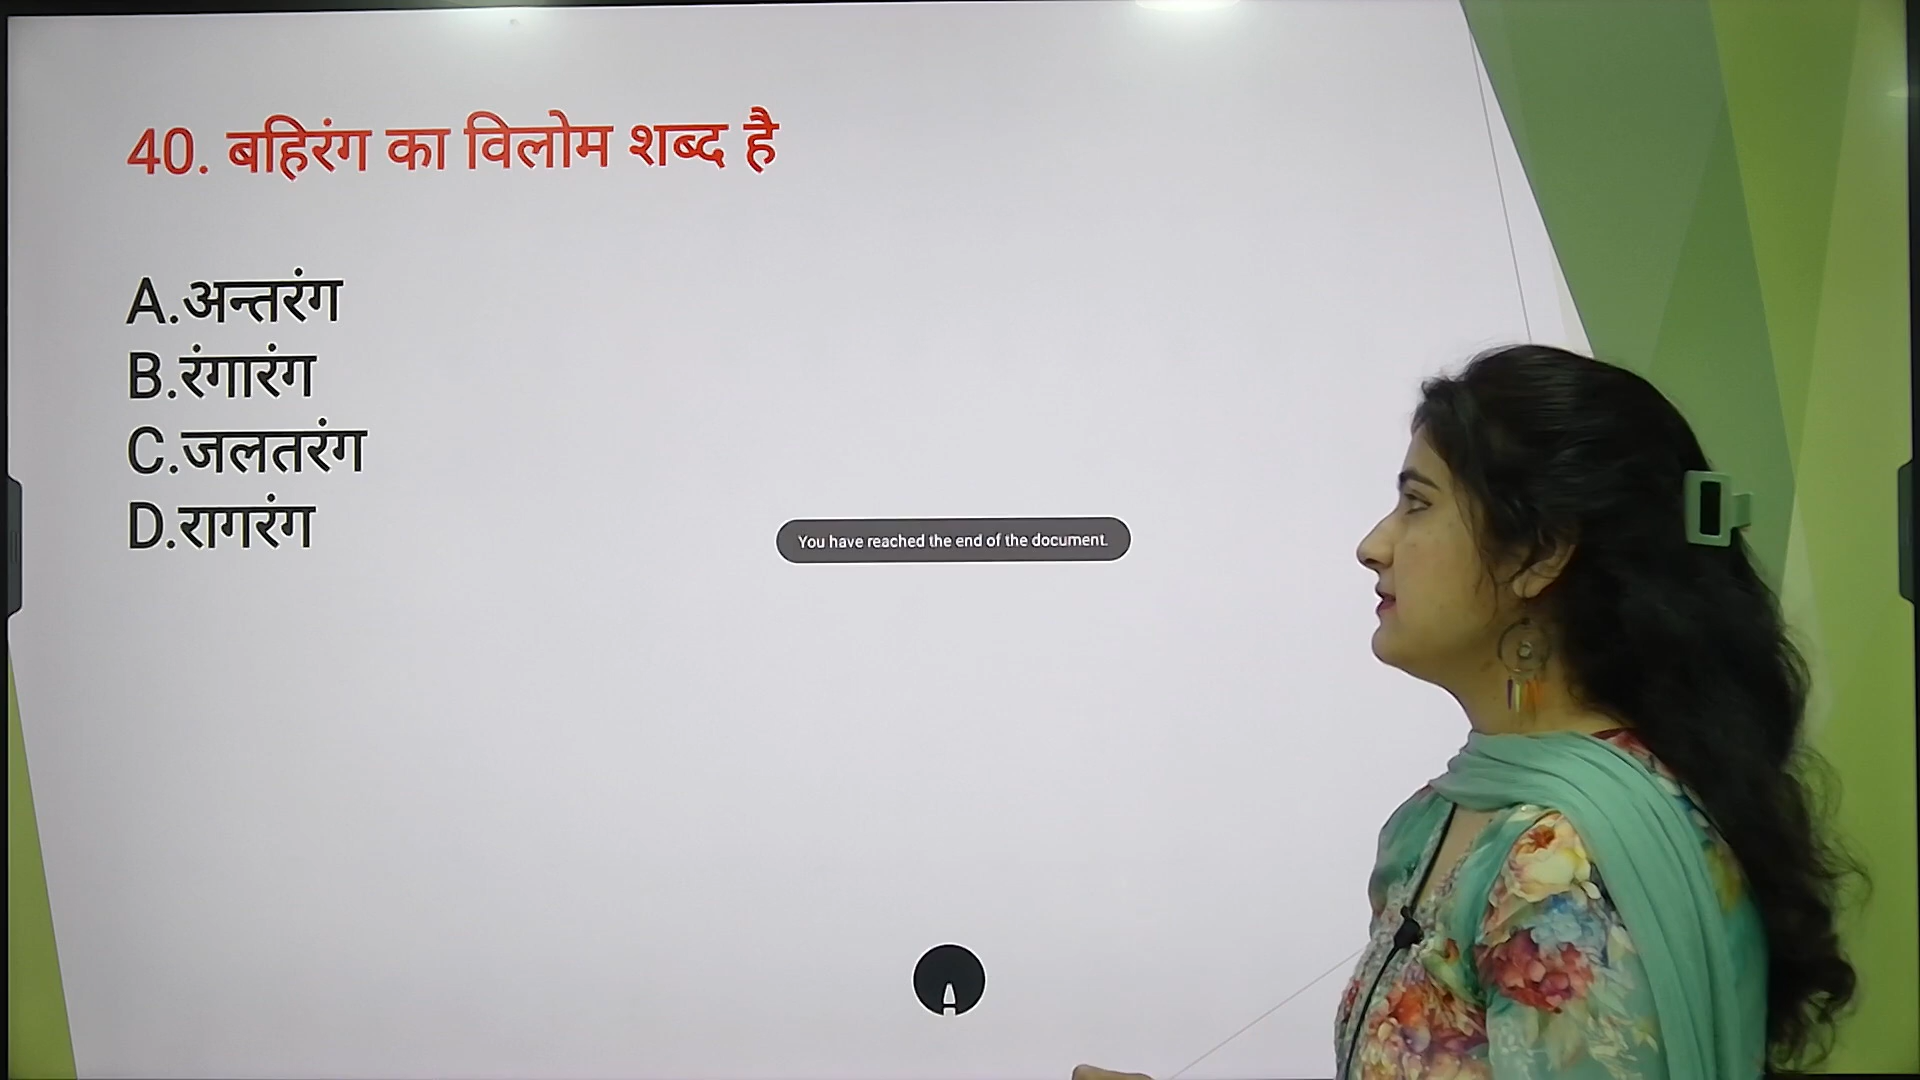 40. बहिरंग का विलोम शब्द है
A.अन्तरंग
B.रंगारंग
C.जलतरंग
D.रागरंग
You have reached the end of the document.